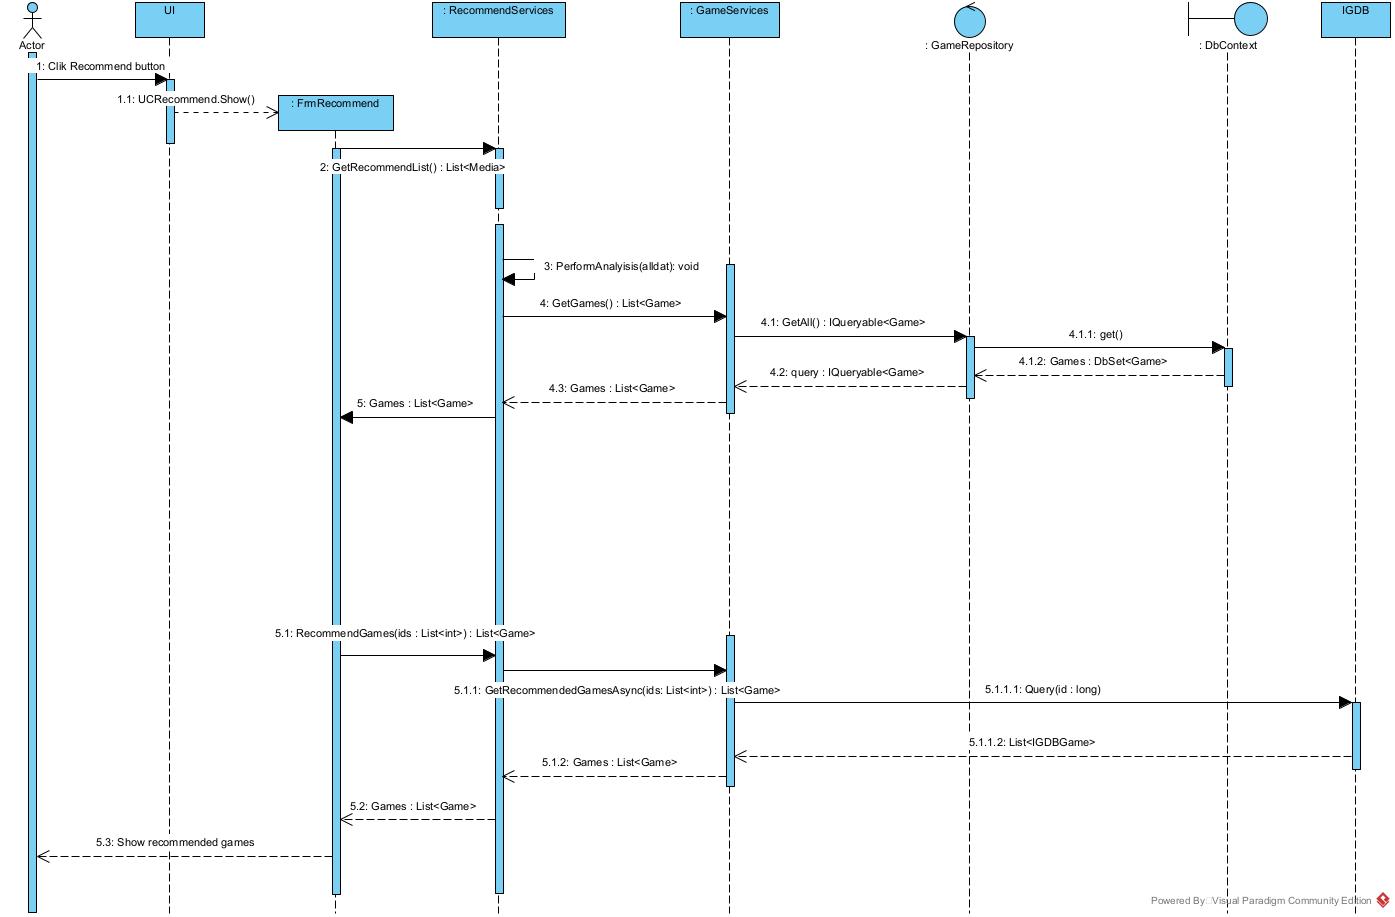 UI
: RecommendServices
: GameServices
IGDB
Actor
: GameRepository
: DbContext
1: Clik Recommend button
1.1: UCRecommend.Show()
: FrmRecommend
2: GetRecommendList() : List<Media>
3: PerformAnalyisis(alldat): void
4: GetGames() : List<Game>
4.1: GetAll() : IQueryable<Game>
4.1.1: get()
4.1.2: Games : DbSet<Game>
4.2: query : IQueryable<Game>
4.3: Games : List<Game>
5: Games : List<Game>
5.1: RecommendGames(ids : List<int>) : List<Game>
5.1.1: GetRecommendedGamesAsync(ids: List<int>) : List<Game>
5.1.1.1: Query(id : long)
5.1.1.2: List<IGDBGame>
5.1.2: Games : List<Game>
5.2: Games : List<Game>
5.3: Show recommended games
Powered By Visual Paradigm Community Edition